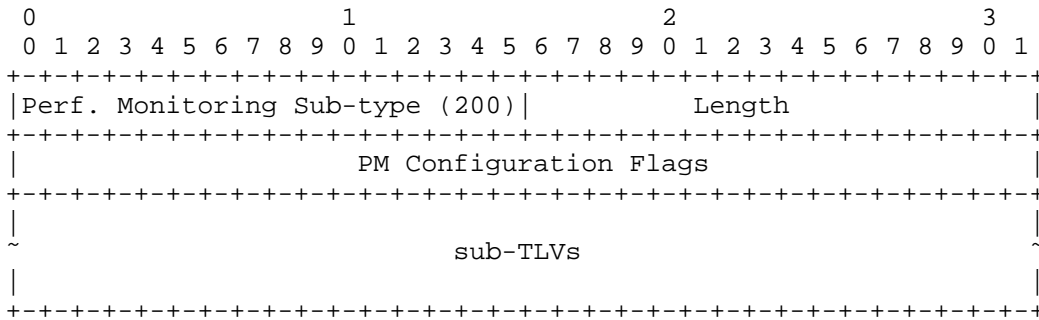 0                   1                   2                   3
 0 1 2 3 4 5 6 7 8 9 0 1 2 3 4 5 6 7 8 9 0 1 2 3 4 5 6 7 8 9 0 1
+-+-+-+-+-+-+-+-+-+-+-+-+-+-+-+-+-+-+-+-+-+-+-+-+-+-+-+-+-+-+-+-+
|Perf. Monitoring Sub-type (200)|          Length               |
+-+-+-+-+-+-+-+-+-+-+-+-+-+-+-+-+-+-+-+-+-+-+-+-+-+-+-+-+-+-+-+-+
|                     PM Configuration Flags                    |
+-+-+-+-+-+-+-+-+-+-+-+-+-+-+-+-+-+-+-+-+-+-+-+-+-+-+-+-+-+-+-+-+
|                                                               |
~                           sub-TLVs                            ~
|                                                               |
+-+-+-+-+-+-+-+-+-+-+-+-+-+-+-+-+-+-+-+-+-+-+-+-+-+-+-+-+-+-+-+-+